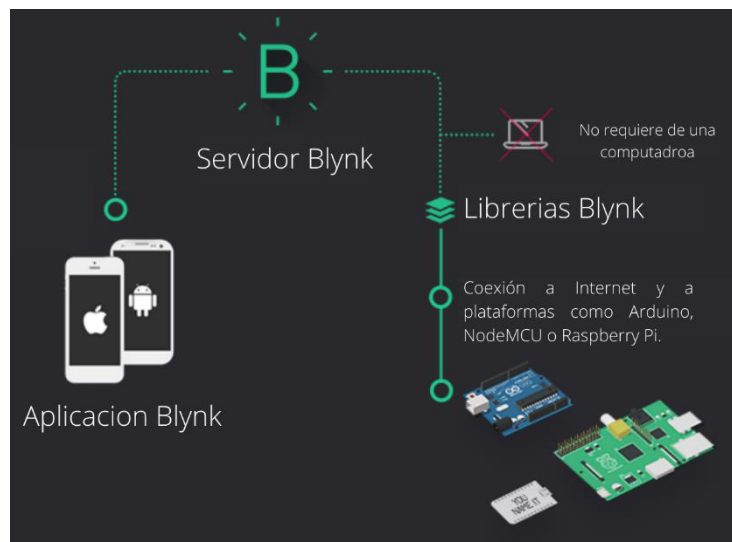 B
Servidor Blynk
No requiere de una
computadroa
Librerias Blynk
Coexión a Internet y a
plataformas como Arduino,
NodeMCU o Raspberry Pi.
Aplicacion Blynk
YOU
NAME IT